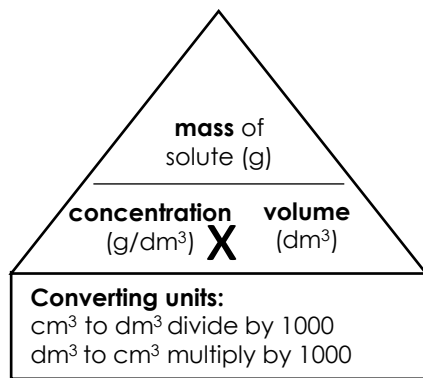 mass of
solute (g)
concentration X volume
(g/dm³) (dm³)
Converting units:
cm³ to dm³ divide by 1000
dm³ to cm³ multiply by 1000